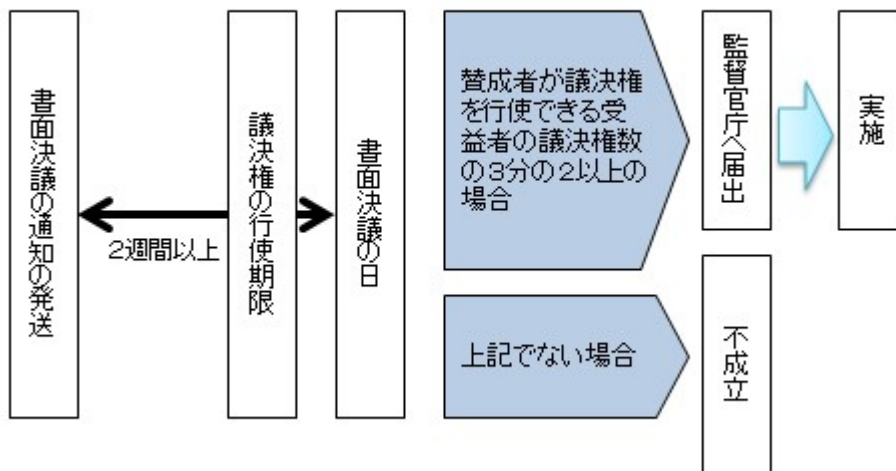 書面決議の通知の発送
2週間以上
議決権の行使期限
書面決議の日
賛成者が議決権
を行使できる受
益者の議決権数
の3分の2以上の
場合
監督官庁へ届出
実施
上記でない場合
不成立